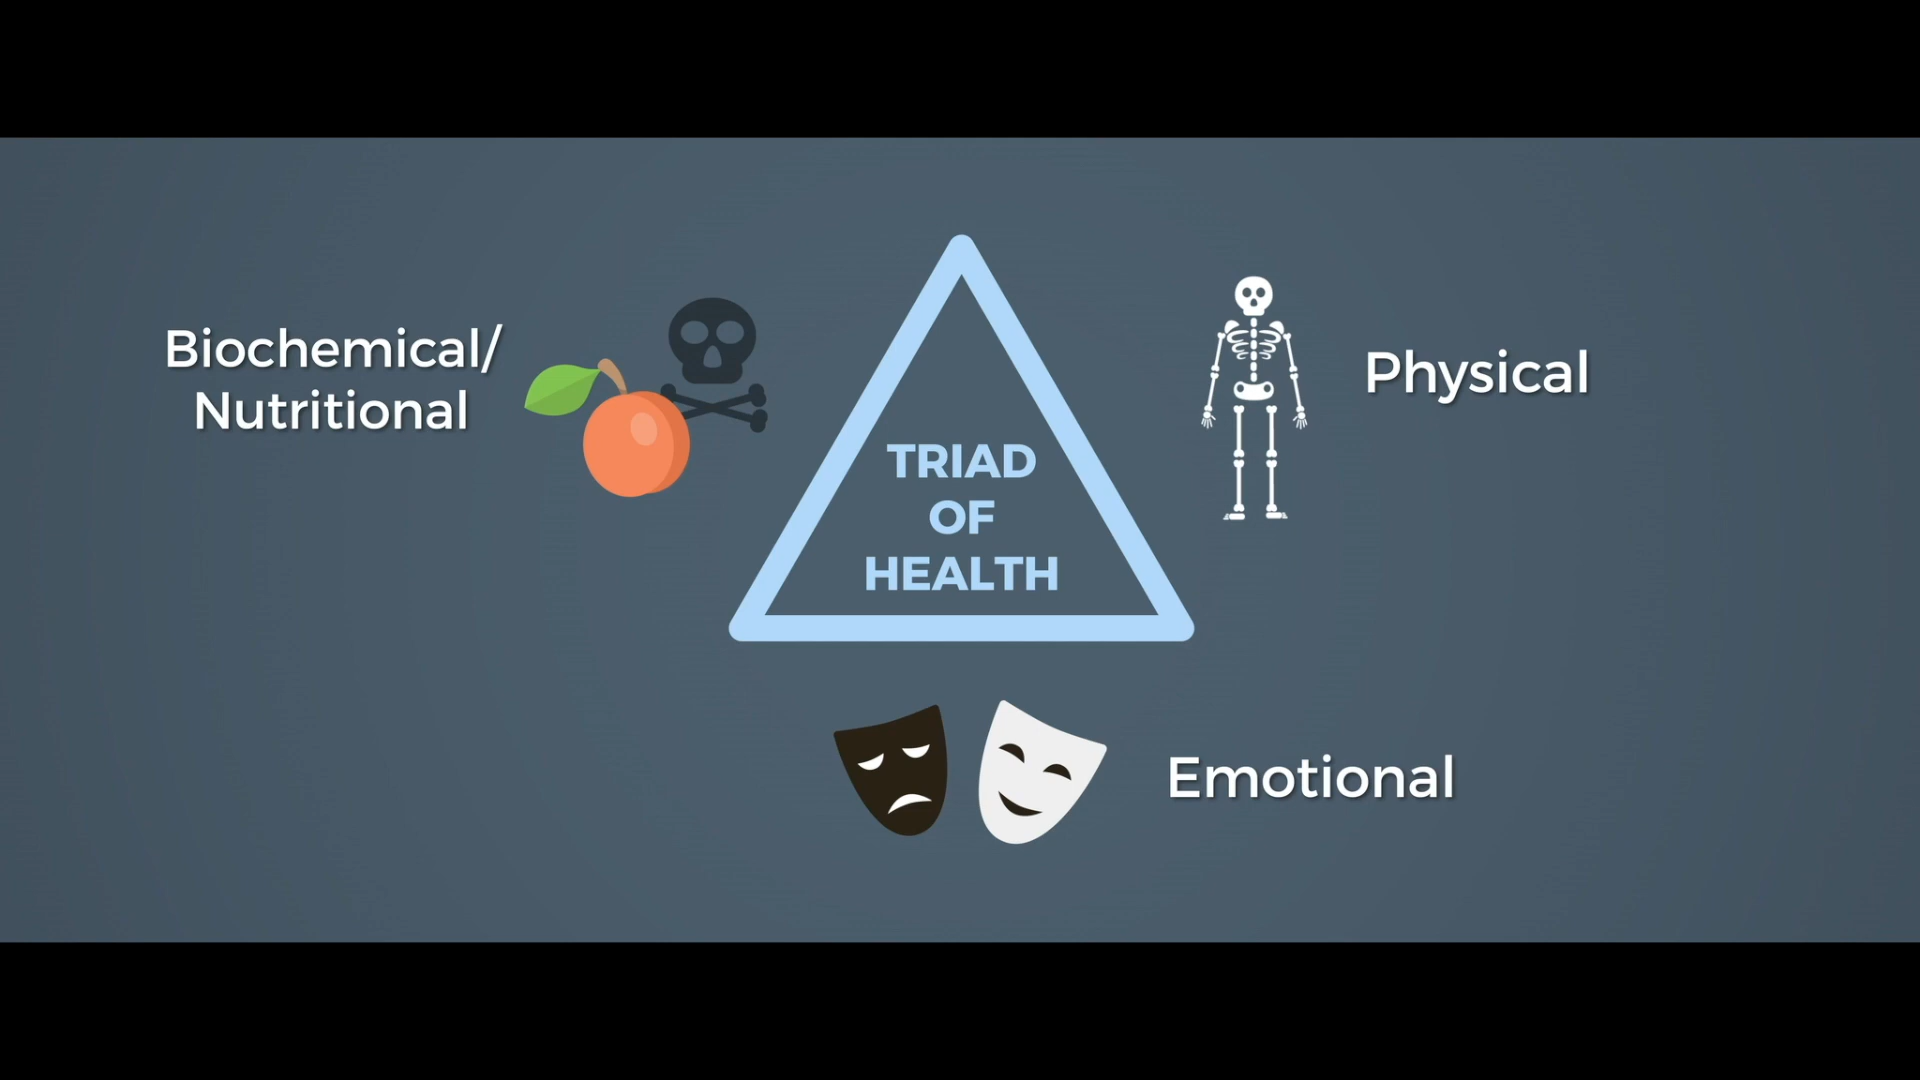 Biochemical/
Nutritional
TRIAD
OF
HEALTH
Physical
Emotional